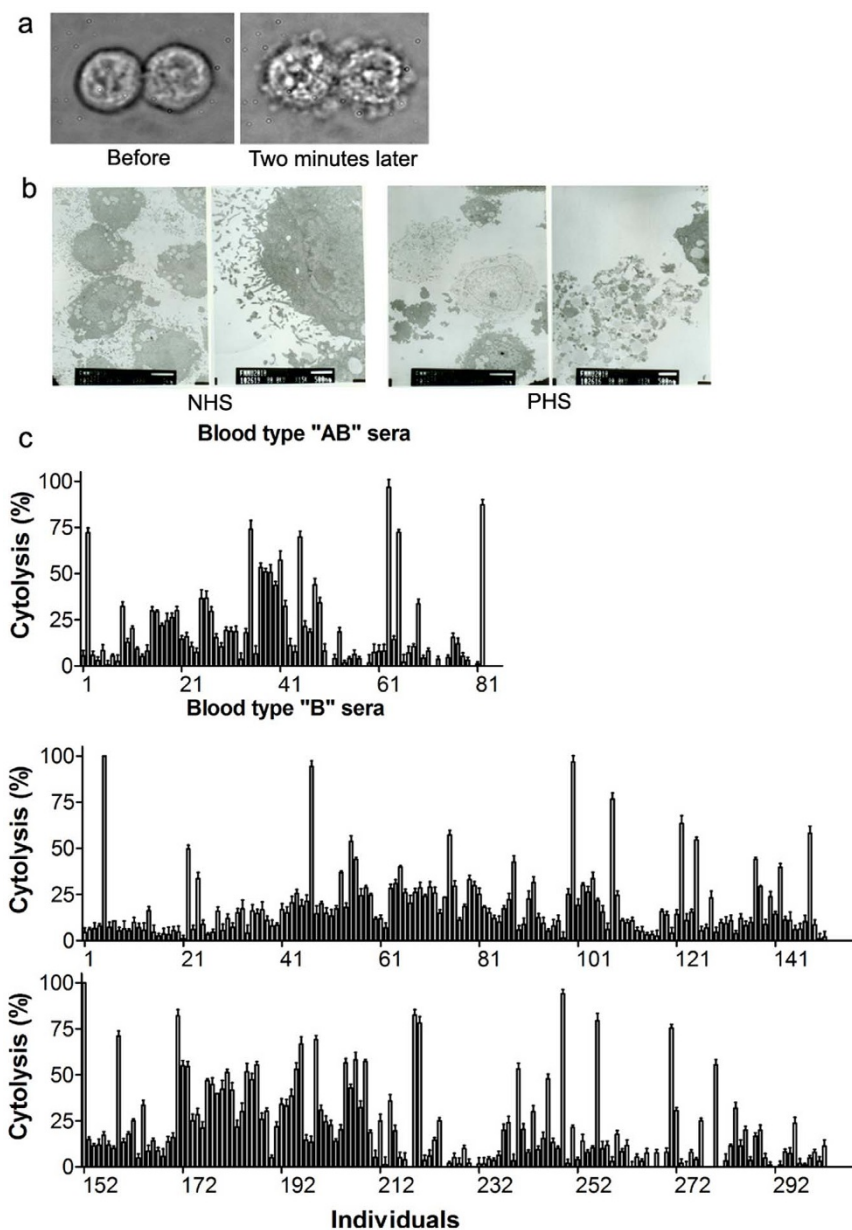 a
Before Two minutes later
b
NHS PHS
Blood type "AB" sera
c
Cytolysis (%)
100
75
50
25
0
1 21 41 61 81
Blood type "B" sera
Cytolysis (%)
100
75
50
25
0
1 21 41 61 81 101 121 141
Cytolysis (%)
100
75
50
25
0
152 172 192 212 232 252 272 292
Individuals